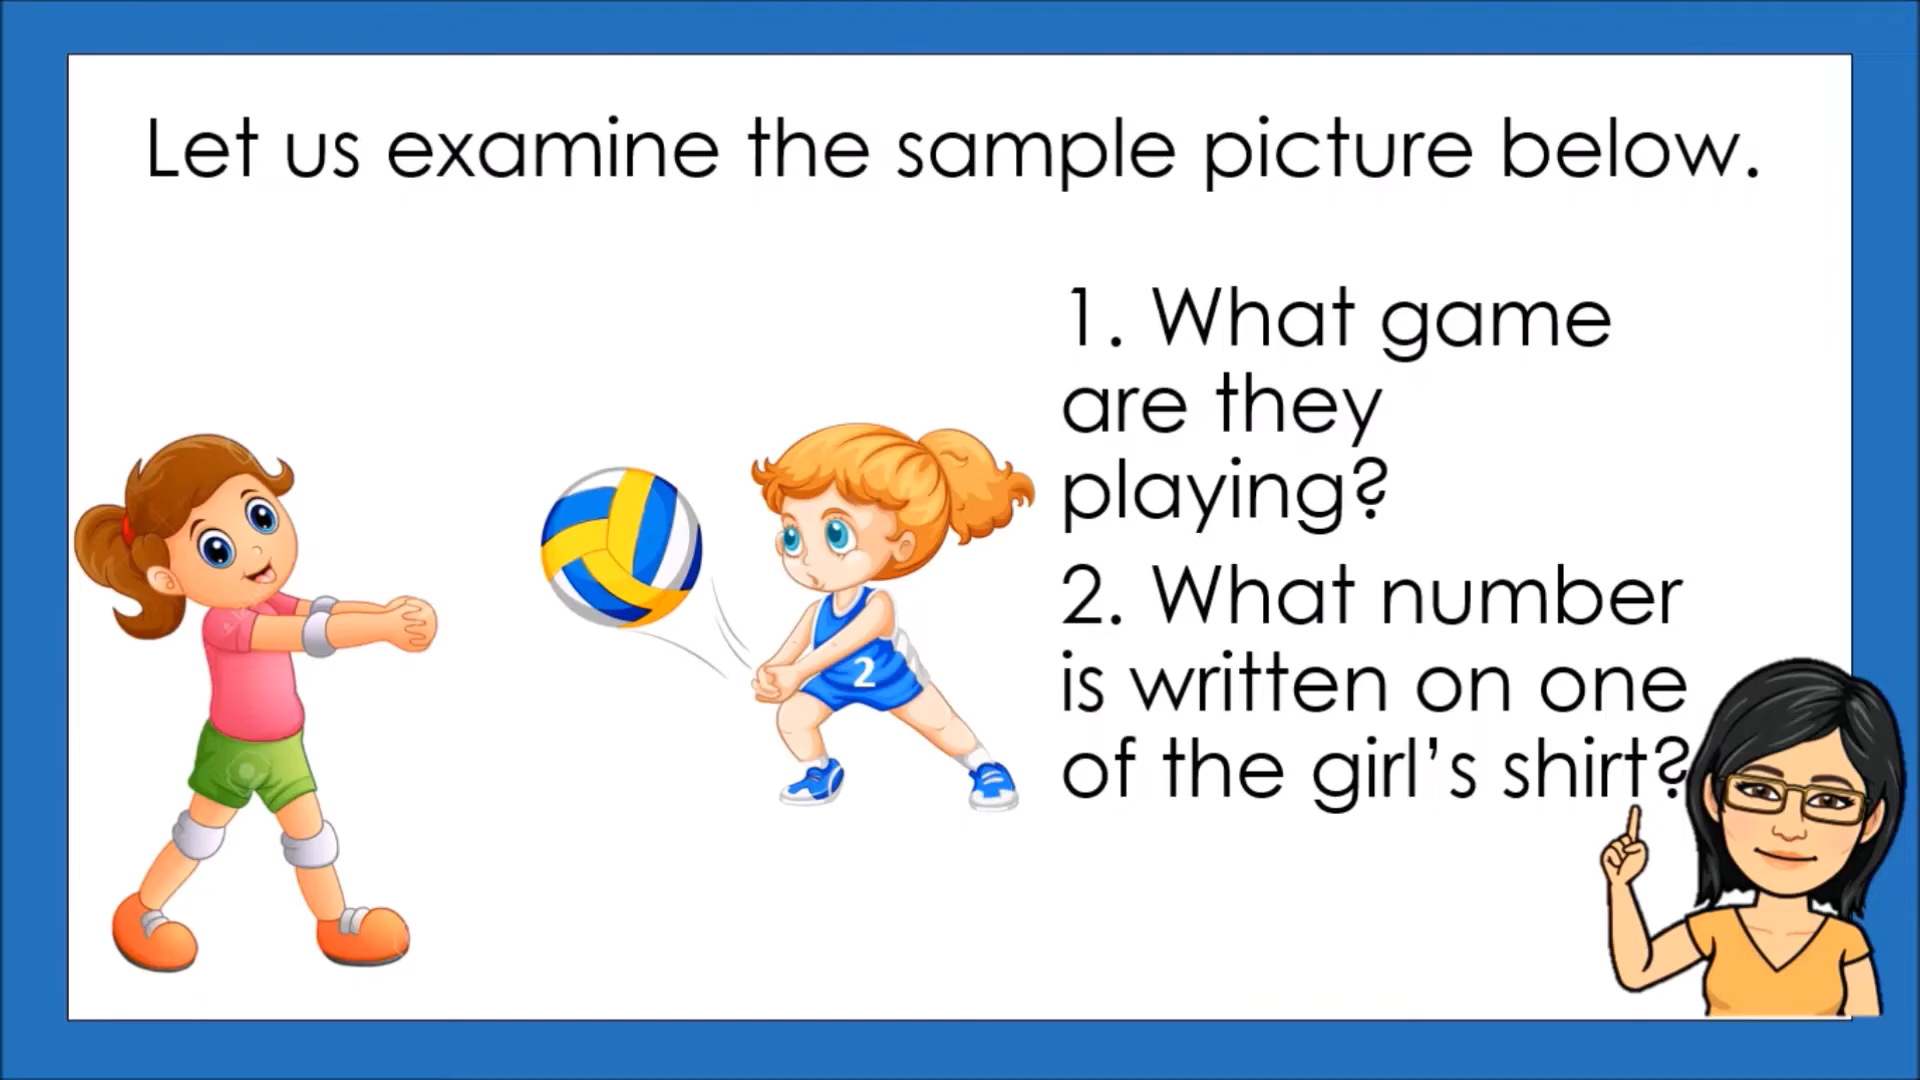 Let us examine the sample picture below.
1. What game
are they
playing?
2. What number
is written on one
of the girl’s shirt?
2